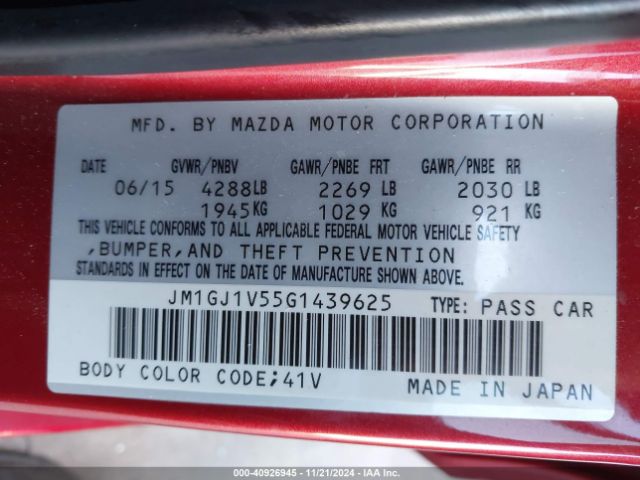 MFD. BY MAZDA MOTOR CORPORATION
DATE GVWR/PNBV GAWR/PNBE FRT GAWR/PNBE RR
06/15 4288LB 2269 LB 2030 LB
1945KG 1029 KG 921 KG
THIS VEHICLE CONFORMS TO ALL APPLICABLE FEDERAL MOTOR VEHICLE SAFETY
,BUMPER,AND THEFT PREVENTION
STANDARDS IN EFFECT ON THE DATE OF MANUFACTURE SHOWN ABOVE.
JM1GJ1V55G1439625 TYPE: PASS CAR
BODY COLOR CODE;41V MADE IN JAPAN
000-40926945 - 11/21/2024 - IAA Inc.